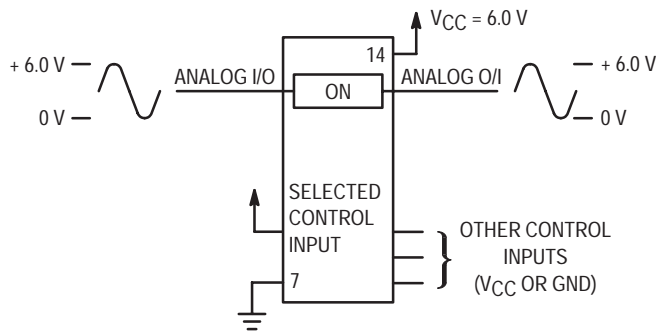 V_CC = 6.0 V
14
+ 6.0 V
ANALOG I/O
ON
ANALOG O/I
+ 6.0 V
0 V
0 V
SELECTED
CONTROL
INPUT
OTHER CONTROL
INPUTS
(V_CC OR GND)
7